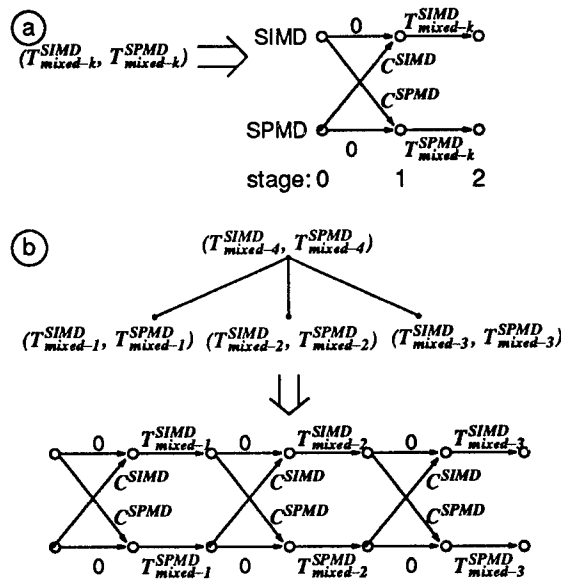 a
(T^SIMD_mixed-k, T^SPMD_mixed-k)
SIMD 0 T^SIMD_mixed-k
C^SIMD
C^SPMD
SPMD 0 T^SPMD_mixed-k
stage: 0 1 2
b
(T^SIMD_mixed-4, T^SPMD_mixed-4)
(T^SIMD_mixed-1, T^SPMD_mixed-1) (T^SIMD_mixed-2, T^SPMD_mixed-2) (T^SIMD_mixed-3, T^SPMD_mixed-3)
0 T^SIMD_mixed-1 0 T^SIMD_mixed-2 0 T^SIMD_mixed-3
C^SIMD C^SIMD C^SIMD
C^SPMD C^SPMD C^SPMD
0 T^SPMD_mixed-1 0 T^SPMD_mixed-2 0 T^SPMD_mixed-3